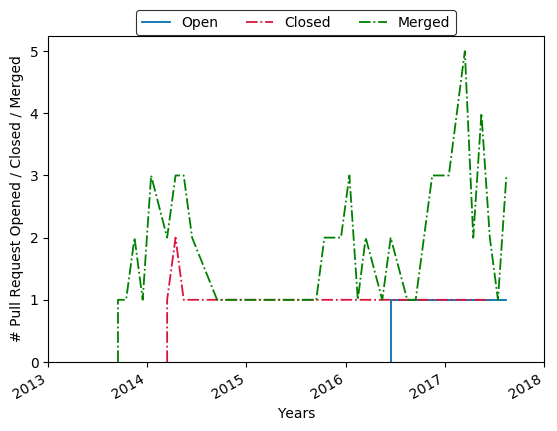 Open Closed Merged
# Pull Request Opened / Closed / Merged
5
4
3
2
1
0
2013 2014 2015 2016 2017 2018
Years